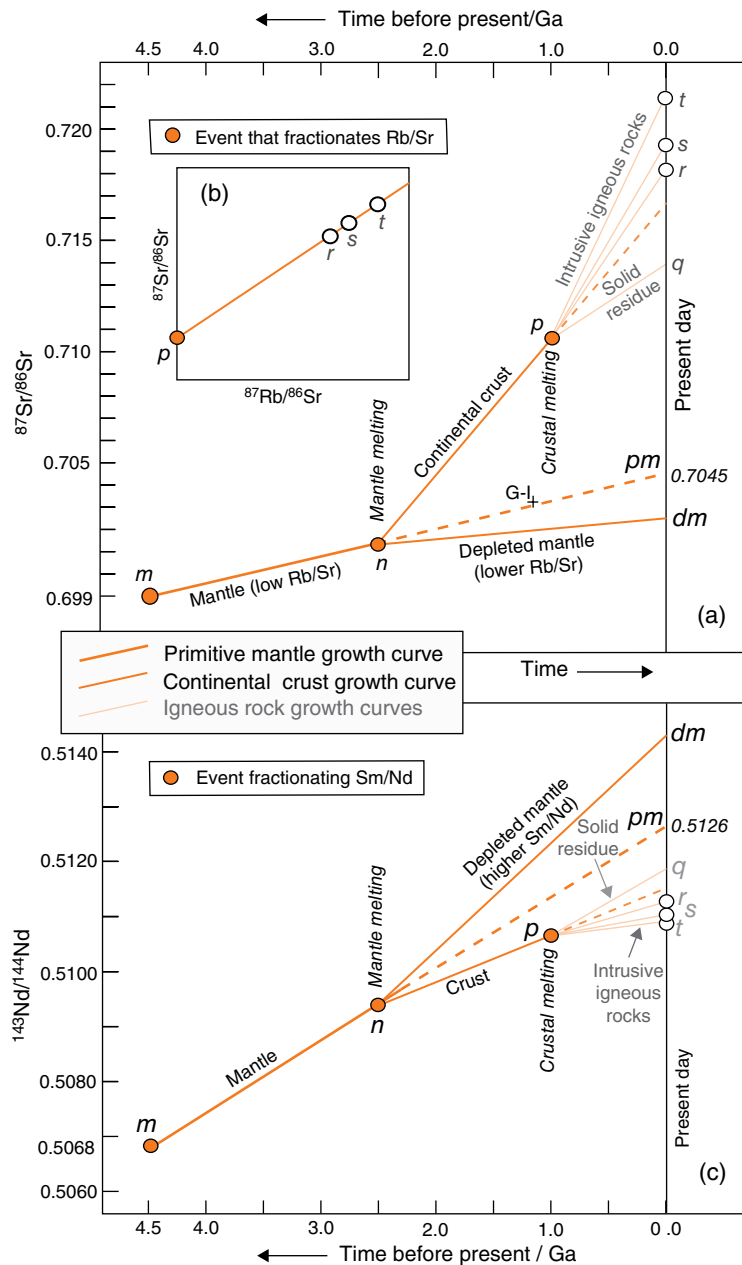 Time before present/Ga
4.5 4.0 3.0 2.0 1.0 0.0
t
0.720
Event that fractionates Rb/Sr
s
r
Intrusive igneous rocks
(b)
t
s
r
87Sr/86Sr
p
87Rb/86Sr
0.715
q
Solid
residue
p
0.710
87Sr/86Sr
Present day
Continental crust
Crustal melting
Mantle melting
0.705
pm
0.7045
G-I
dm
n
Depleted mantle
(lower Rb/Sr)
m
Mantle (low Rb/Sr)
0.699
(a)
Primitive mantle growth curve
Continental crust growth curve
Igneous rock growth curves
Time
0.5140
dm
Event fractionating Sm/Nd
Depleted mantle
(higher Sm/Nd)
pm
0.5126
Solid
residue
0.5120
q
r
s
t
p
Mantle melting
0.5100
143Nd/144Nd
Crust
Crustal melting
Intrusive
igneous
rocks
n
Mantle
0.5080
Present day
m
0.5068
(c)
0.5060
4.5 4.0 3.0 2.0 1.0 0.0
Time before present / Ga